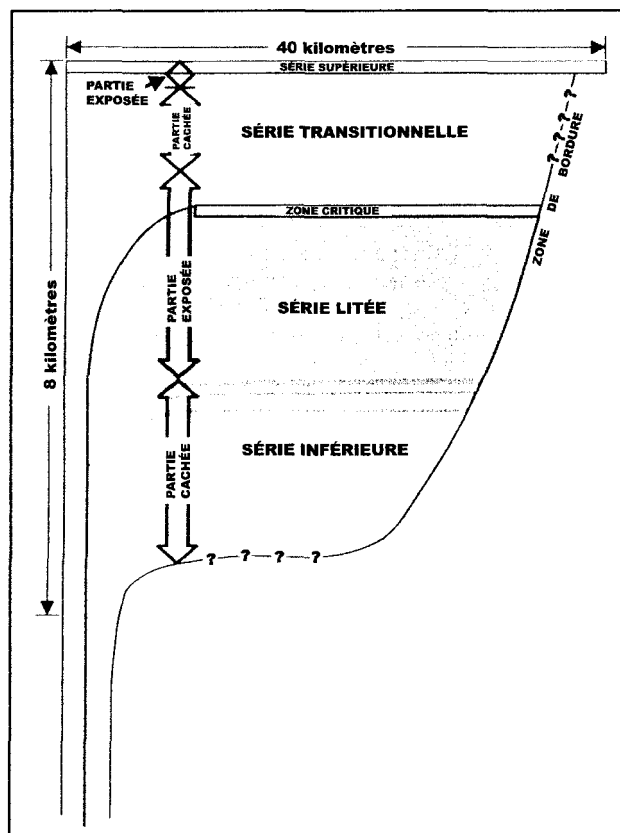 40 kilomètres
SÉRIE SUPÉRIEURE
PARTIE
EXPOSÉE
PARTIE
CACHÉE
SÉRIE TRANSITIONNELLE
? – ? – ? – ?
ZONE DE BORDURE
ZONE CRITIQUE
PARTIE
EXPOSÉE
SÉRIE LITÉE
8 kilomètres
PARTIE
CACHÉE
SÉRIE INFÉRIEURE
? – ? – ? – ?